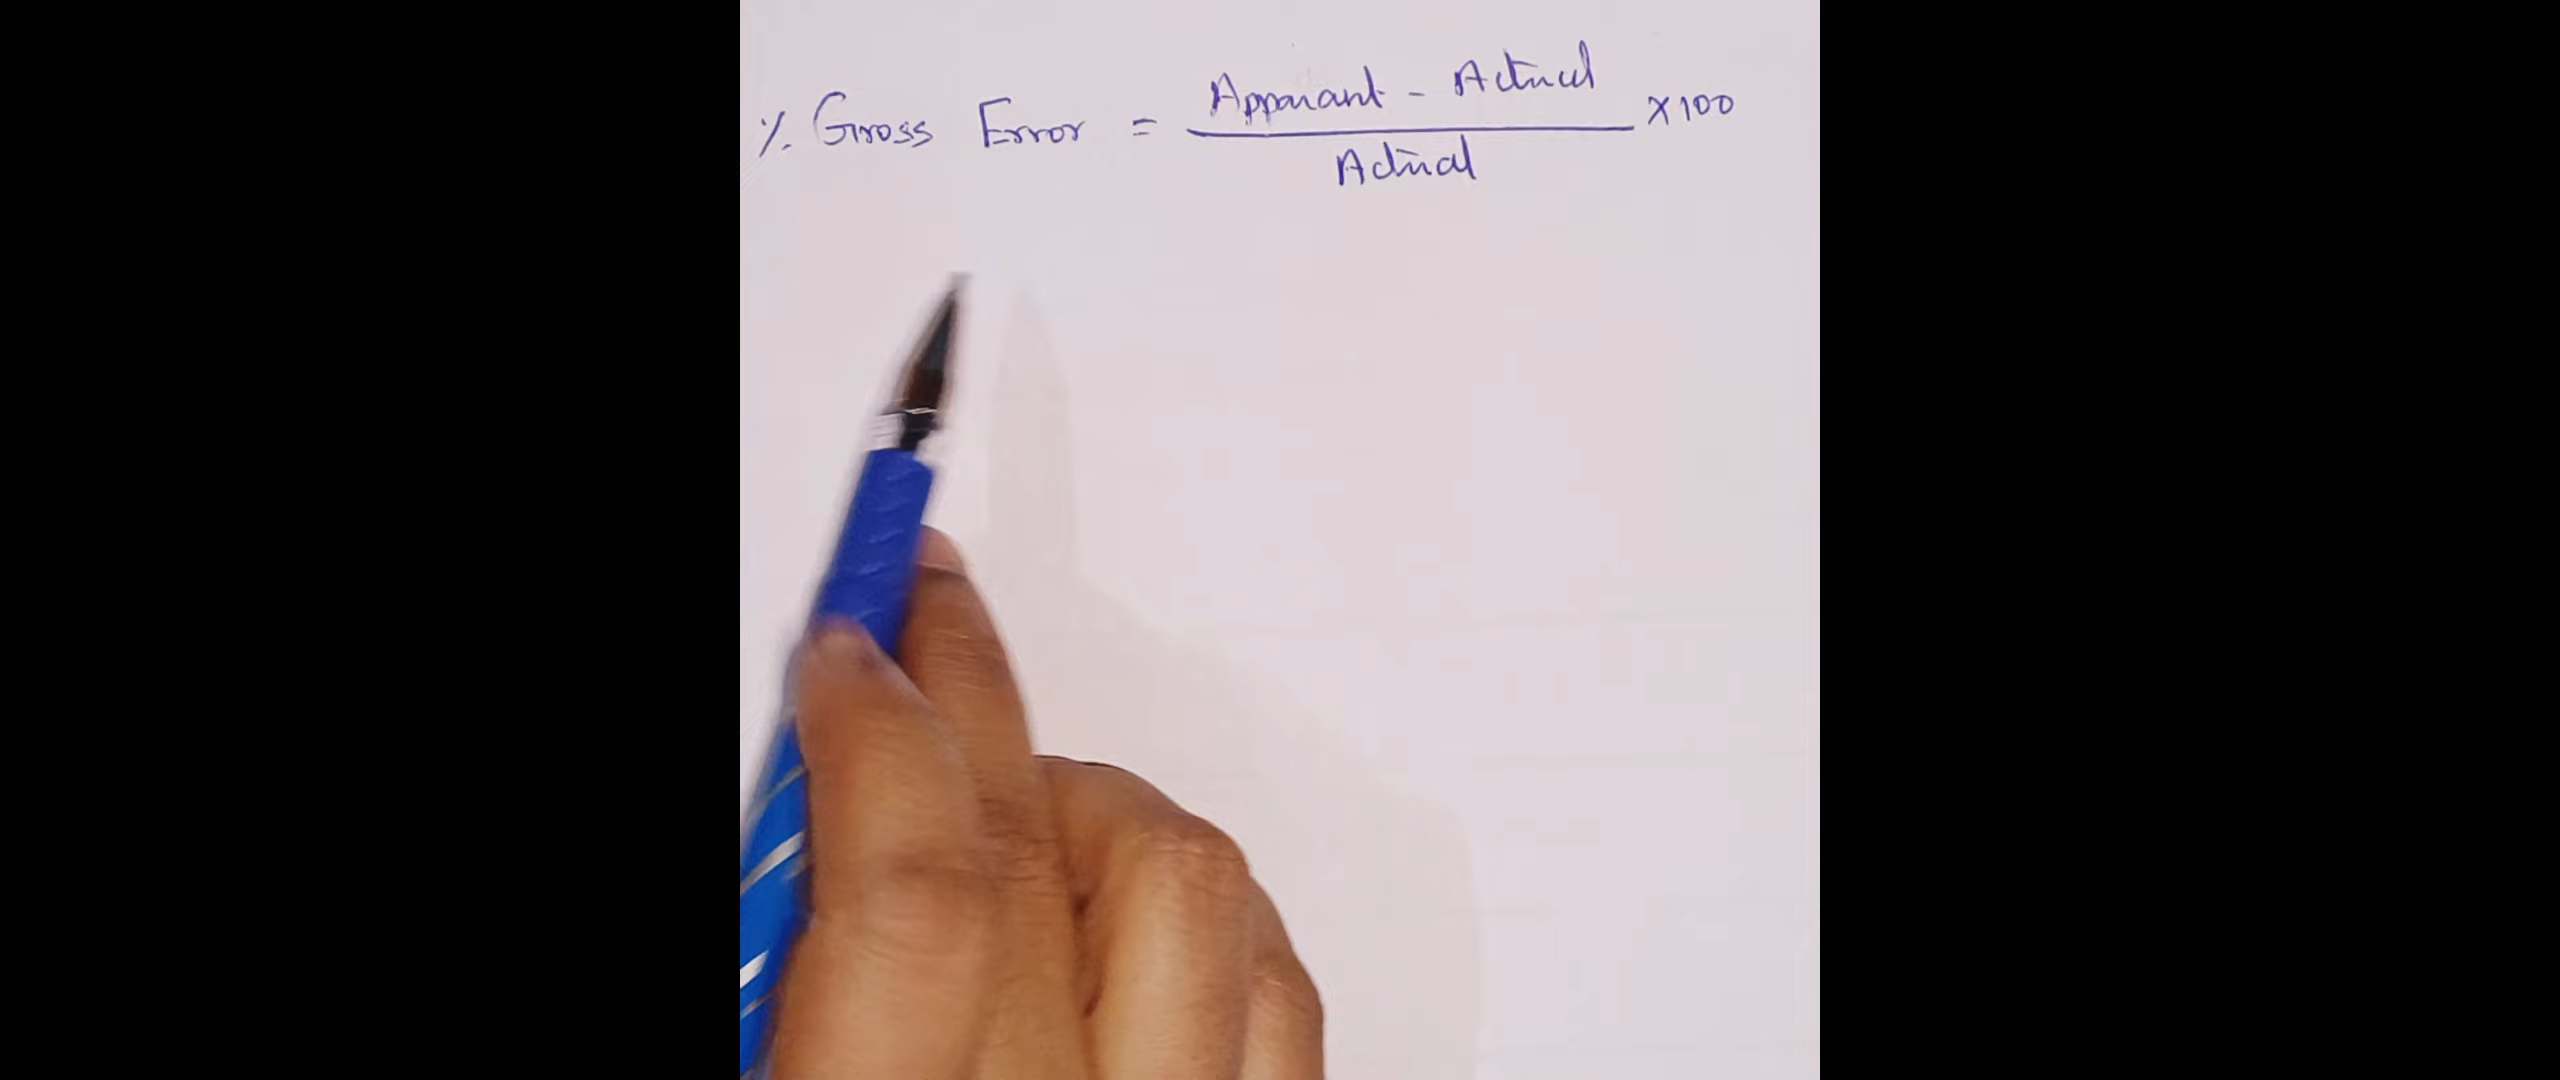 % Gross Error = Apparant - Actual / Actual × 100